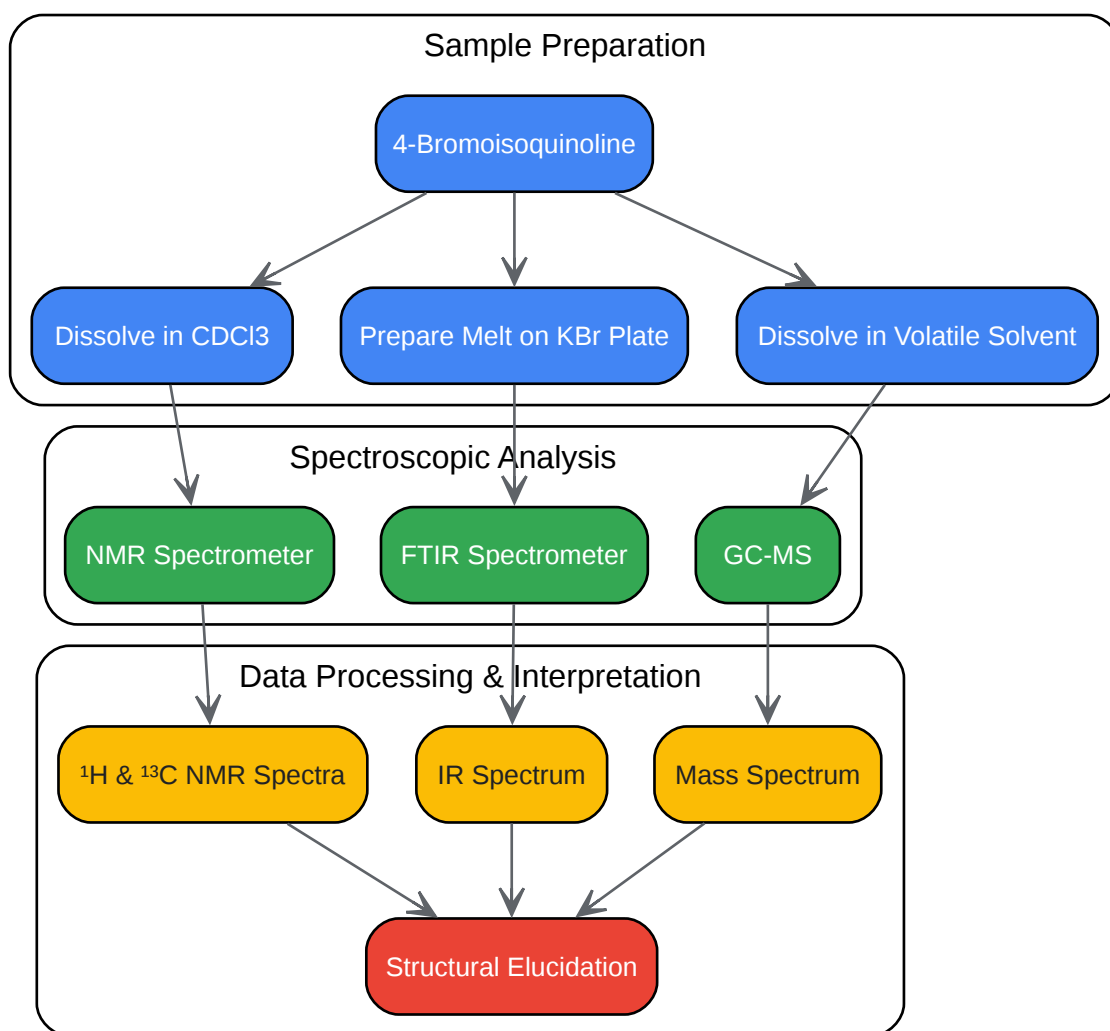 Sample Preparation
4-Bromoisoquinoline
Dissolve in CDCl3
Prepare Melt on KBr Plate
Dissolve in Volatile Solvent
Spectroscopic Analysis
NMR Spectrometer
FTIR Spectrometer
GC-MS
Data Processing & Interpretation
¹H & ¹³C NMR Spectra
IR Spectrum
Mass Spectrum
Structural Elucidation